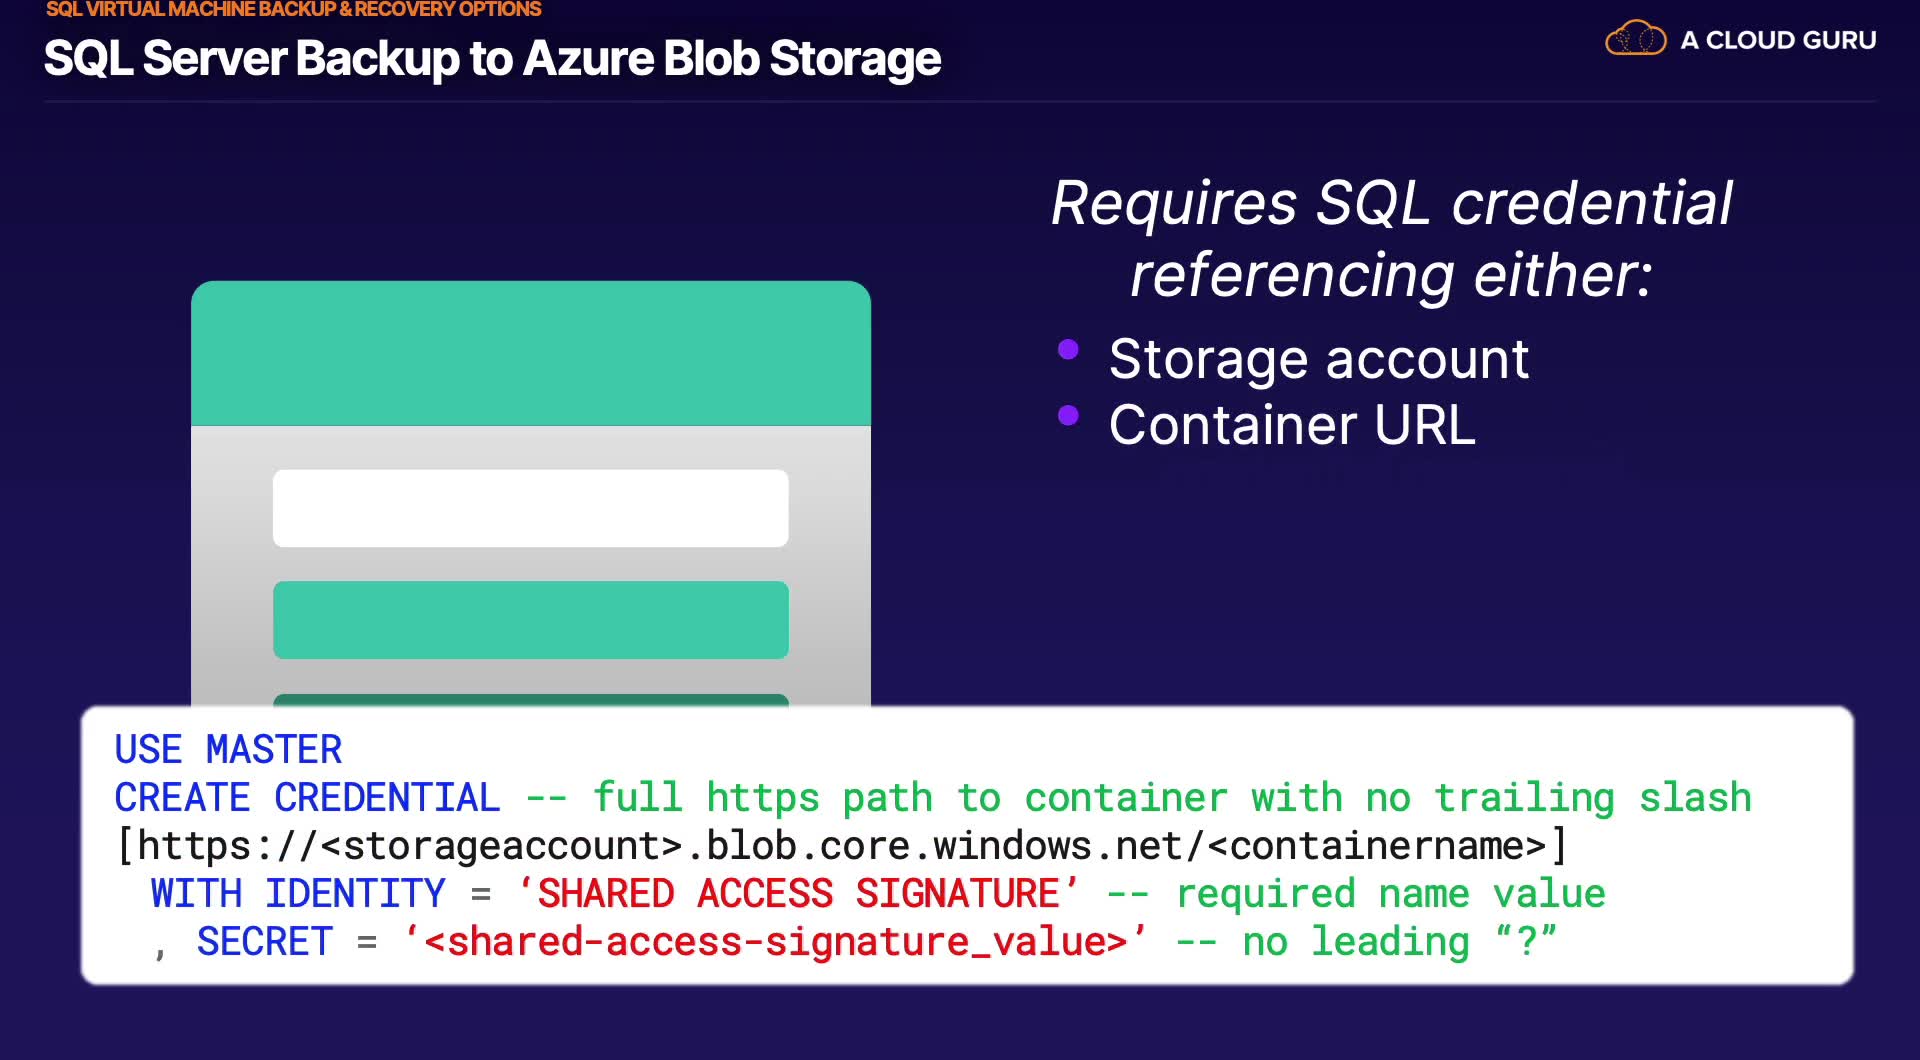 SQL VIRTUAL MACHINE BACKUP & RECOVERY OPTIONS
SQL Server Backup to Azure Blob Storage
A CLOUD GURU
Requires SQL credential
referencing either:
Storage account
Container URL
USE MASTER
CREATE CREDENTIAL -- full https path to container with no trailing slash
[https://<storageaccount>.blob.core.windows.net/<containername>]
WITH IDENTITY = ‘SHARED ACCESS SIGNATURE’ -- required name value
, SECRET = ‘<shared-access-signature_value>’ -- no leading “?”